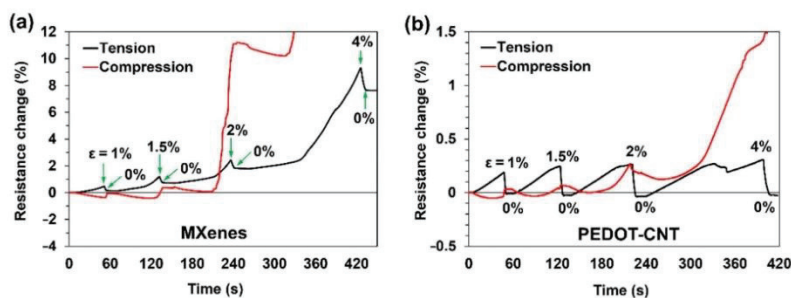 (a)
12
10
8
6
4
2
0
−2
−4
Resistance change (%)
Tension
Compression
ε = 1%
0%
1.5%
0%
2%
0%
4%
0%
MXenes
0 60 120 180 240 300 360 420
Time (s)
(b)
1.5
1
0.5
0
−0.5
Resistance change (%)
Tension
Compression
ε = 1%
0%
1.5%
0%
2%
0%
4%
0%
PEDOT-CNT
0 60 120 180 240 300 360 420
Time (s)